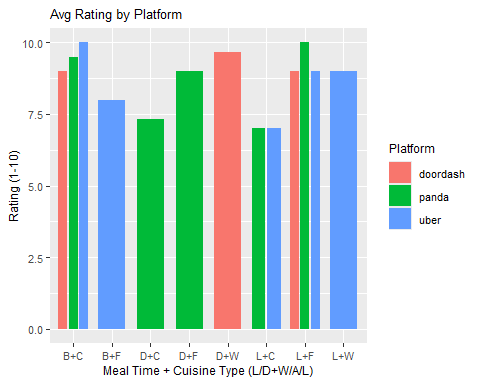 Avg Rating by Platform
10.0
7.5
5.0
2.5
0.0
Rating (1-10)
B+C B+F D+C D+F D+W L+C L+F L+W
Meal Time + Cuisine Type (L/D+W/A/L)
Platform
doordash
panda
uber